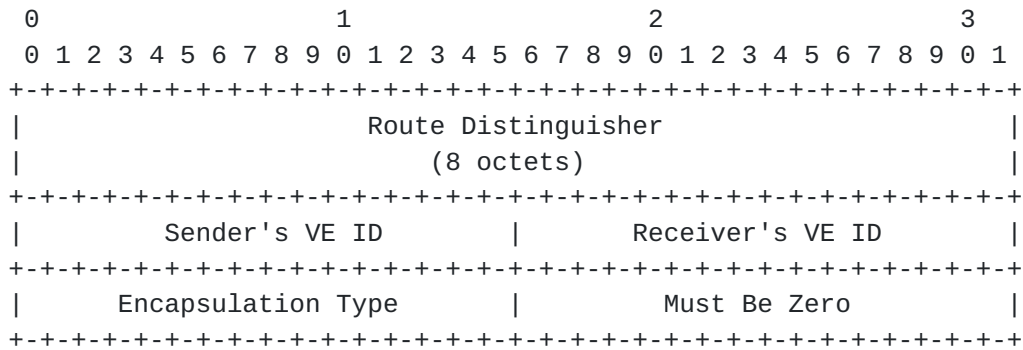 0                   1                   2                   3
 0 1 2 3 4 5 6 7 8 9 0 1 2 3 4 5 6 7 8 9 0 1 2 3 4 5 6 7 8 9 0 1
+-+-+-+-+-+-+-+-+-+-+-+-+-+-+-+-+-+-+-+-+-+-+-+-+-+-+-+-+-+-+-+-+
|                      Route Distinguisher                      |
|                          (8 octets)                           |
+-+-+-+-+-+-+-+-+-+-+-+-+-+-+-+-+-+-+-+-+-+-+-+-+-+-+-+-+-+-+-+-+
|         Sender's VE ID        |       Receiver's VE ID        |
+-+-+-+-+-+-+-+-+-+-+-+-+-+-+-+-+-+-+-+-+-+-+-+-+-+-+-+-+-+-+-+-+
|      Encapsulation Type       |         Must Be Zero          |
+-+-+-+-+-+-+-+-+-+-+-+-+-+-+-+-+-+-+-+-+-+-+-+-+-+-+-+-+-+-+-+-+